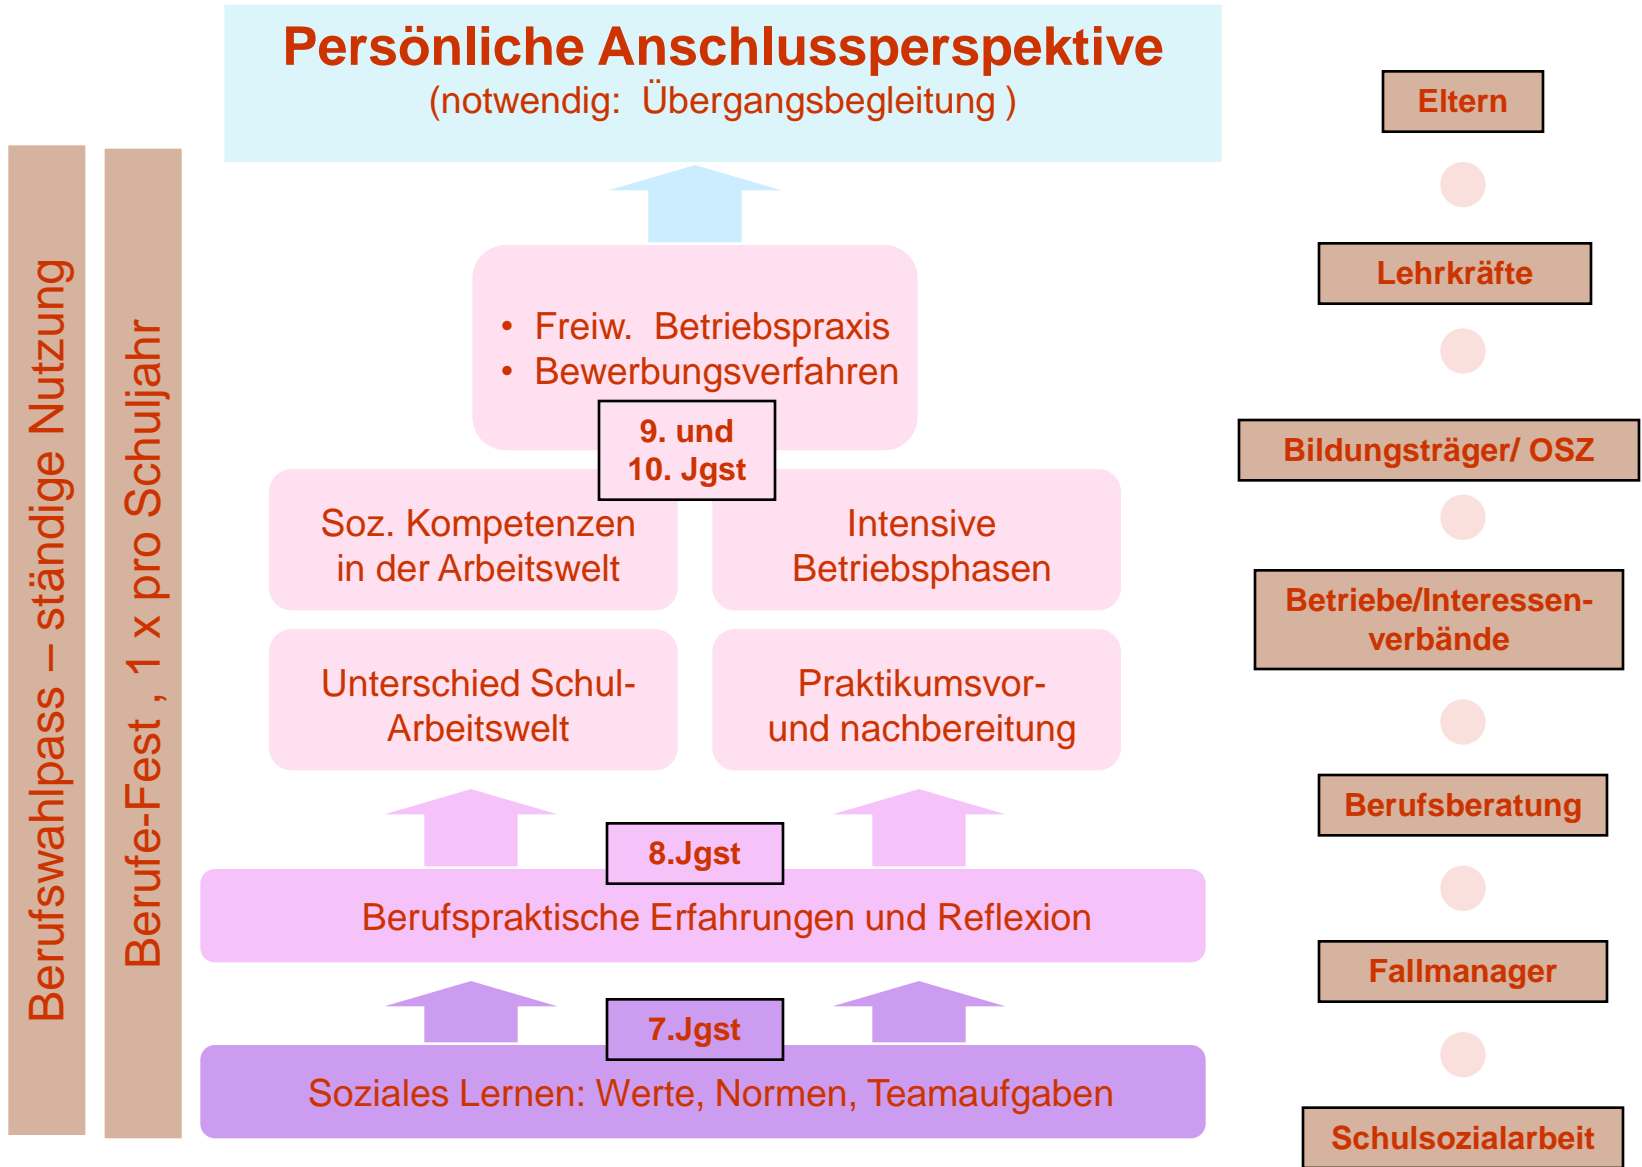 Persönliche Anschlussperspektive
(notwendig: Übergangsbegleitung )
Berufswahlpass – ständige Nutzung
Berufe-Fest , 1 x pro Schuljahr
• Freiw. Betriebspraxis
• Bewerbungsverfahren
9. und
10. Jgst
Soz. Kompetenzen
in der Arbeitswelt
Intensive
Betriebsphasen
Unterschied Schul-
Arbeitswelt
Praktikumsvor-
und nachbereitung
8.Jgst
Berufspraktische Erfahrungen und Reflexion
7.Jgst
Soziales Lernen: Werte, Normen, Teamaufgaben
Eltern
Lehrkräfte
Bildungsträger/ OSZ
Betriebe/Interessen-
verbände
Berufsberatung
Fallmanager
Schulsozialarbeit